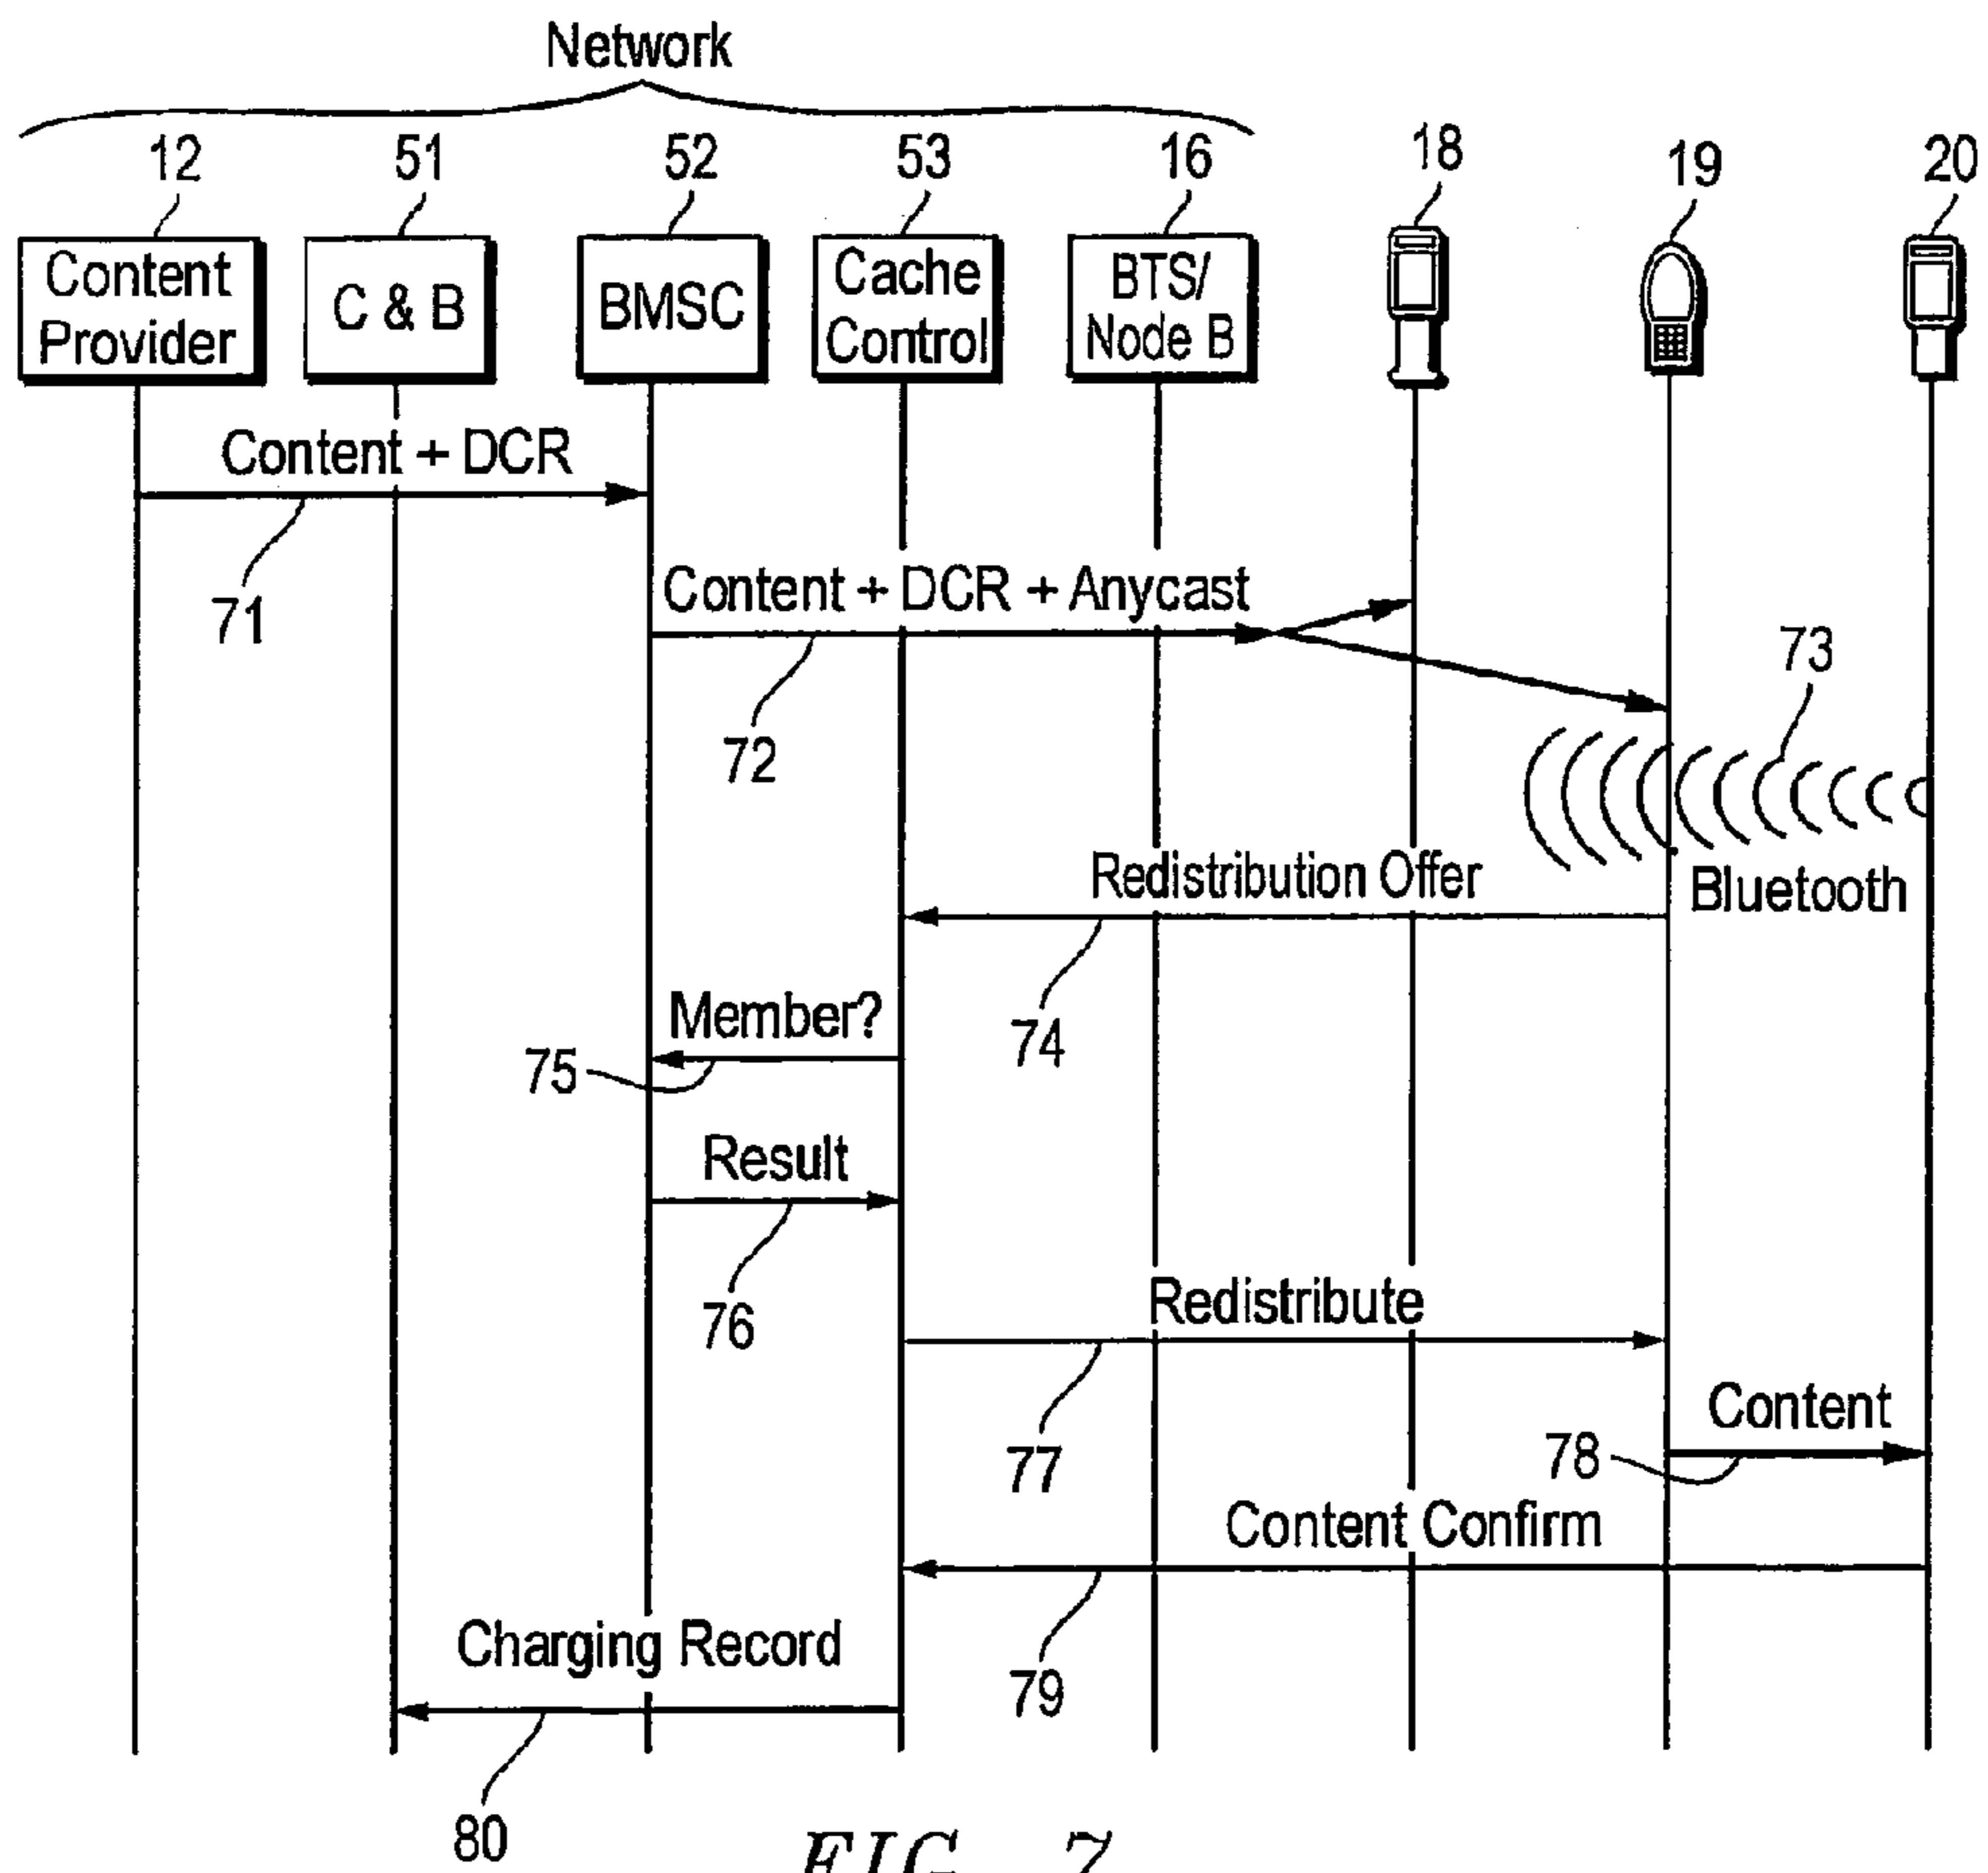 Network
12
51
52
53
16
18
19
20
Content
Provider
C & B
BMSC
Cache
Control
BTS/
Node B
Content + DCR
71
Content + DCR + Anycast
72
73
Bluetooth
Redistribution Offer
74
Member?
75
Result
76
Redistribute
77
Content
78
Content Confirm
79
Charging Record
80
FIG. 7